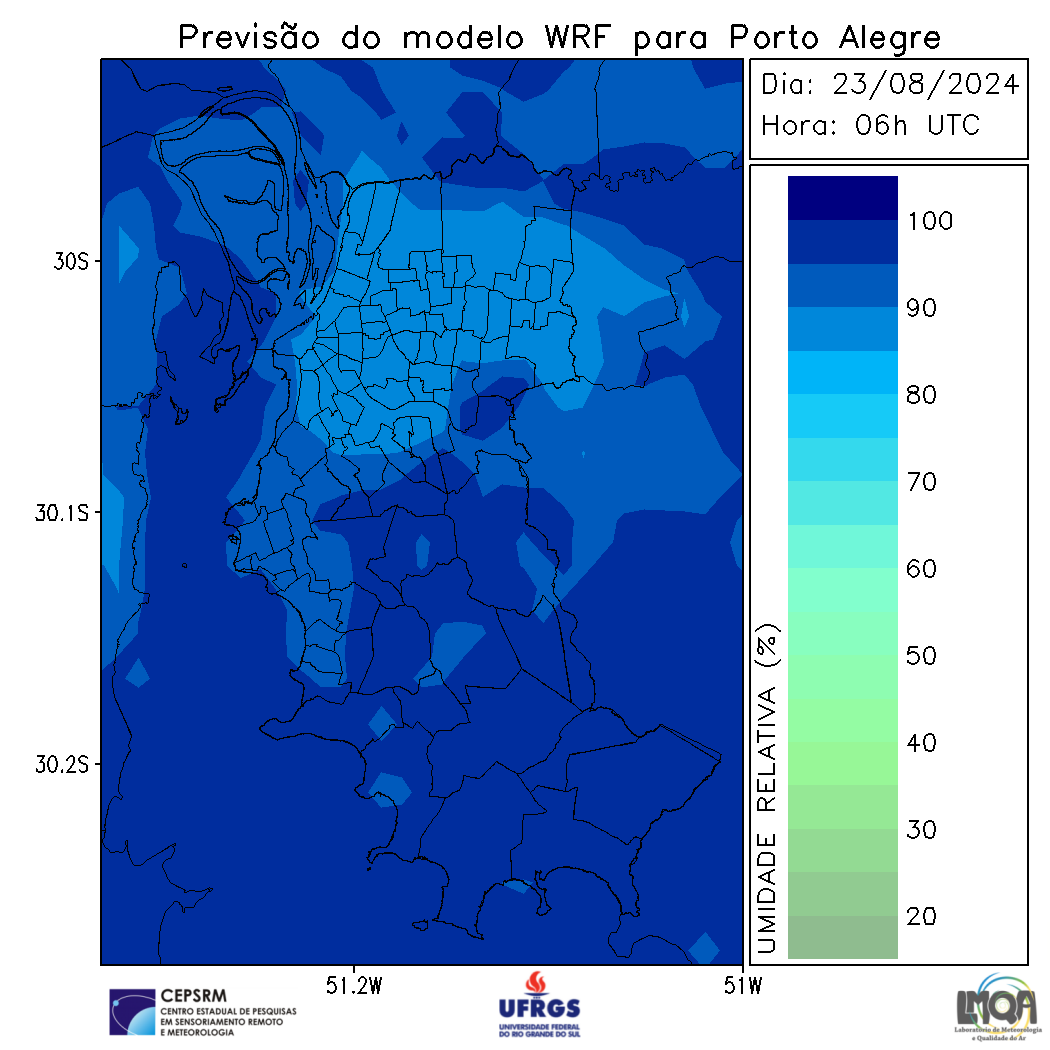 Previsão do modelo WRF para Porto Alegre
Dia: 23/08/2024
Hora: 06h UTC
30S
30.1S
30.2S
51.2W
51W
UMIDADE RELATIVA (%)
100
90
80
70
60
50
40
30
20
CEPSRM
CENTRO ESTADUAL DE PESQUISAS
EM SENSORIAMENTO REMOTO
E METEOROLOGIA
UFRGS
UNIVERSIDADE FEDERAL
DO RIO GRANDE DO SUL
LMQA
Laboratório de Meteorologia
e Qualidade do Ar